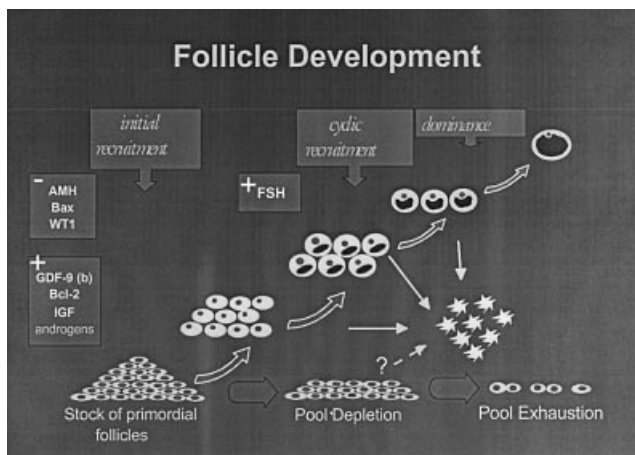 Follicle Development
initial
recruitment
cyclic
recruitment
dominance
−
AMH
Bax
WT1
+FSH
+
GDF-9 (b)
Bcl-2
IGF
androgens
?
Stock of primordial
follicles
Pool Depletion
Pool Exhaustion